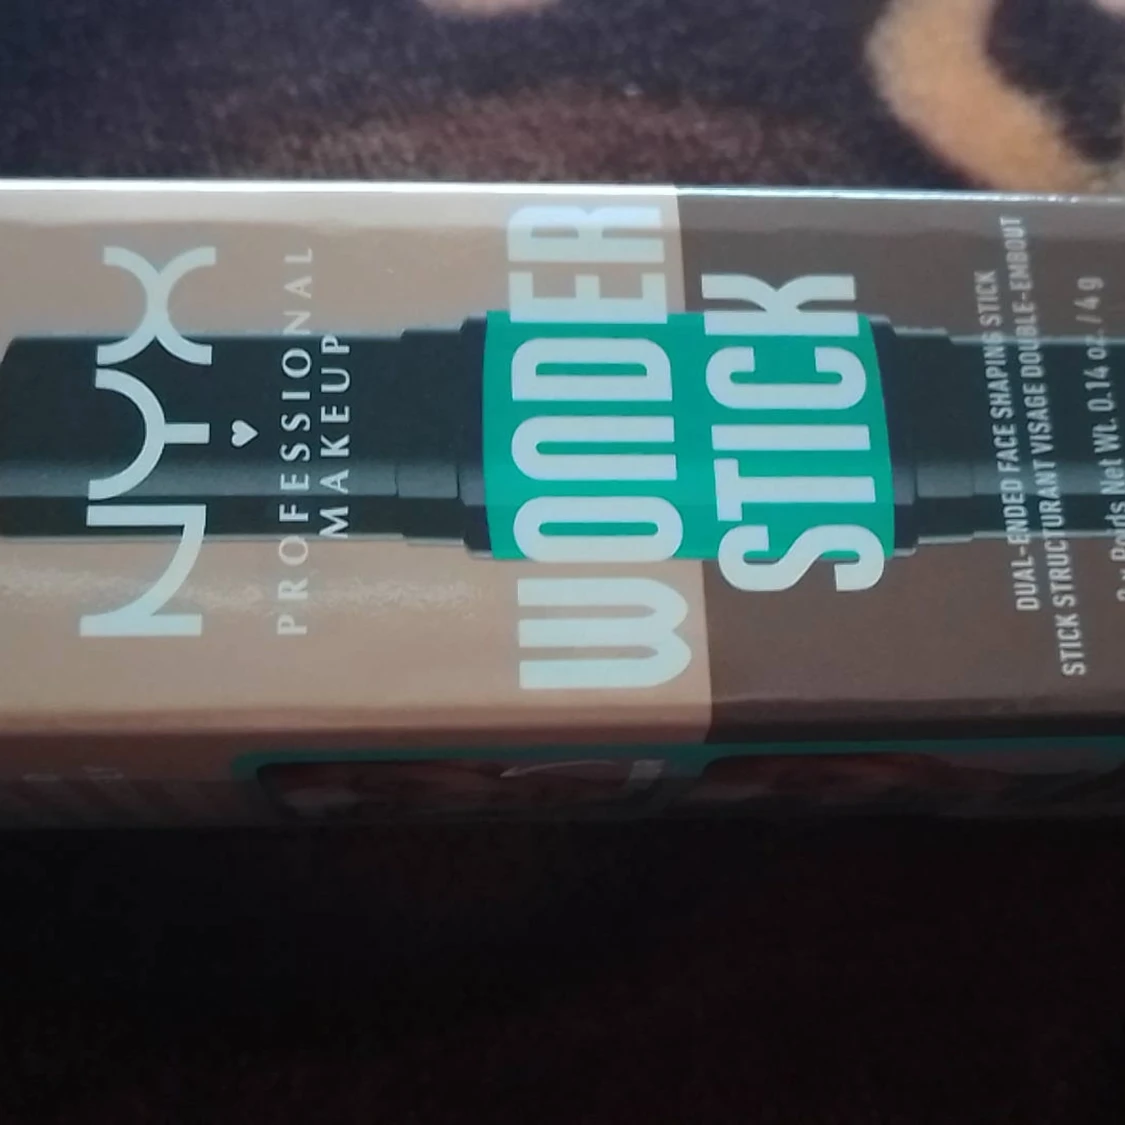 NYX
PROFESSIONAL
MAKEUP
WONDER
STICK
DUAL-ENDED FACE SHAPING STICK
STICK STRUCTURANT VISAGE DOUBLE-EMBOUT
Poids Net Wt. 0.14 oz. / 4 g